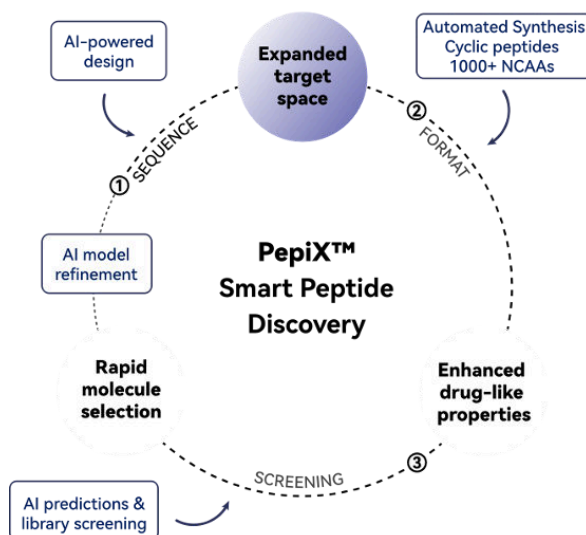 AI-powered
design
Expanded
target
space
Automated Synthesis
Cyclic peptides
1000+ NCAAs
①
SEQUENCE
②
FORMAT
AI model
refinement
PepiX™
Smart Peptide
Discovery
Rapid
molecule
selection
Enhanced
drug-like
properties
③
SCREENING
AI predictions &
library screening